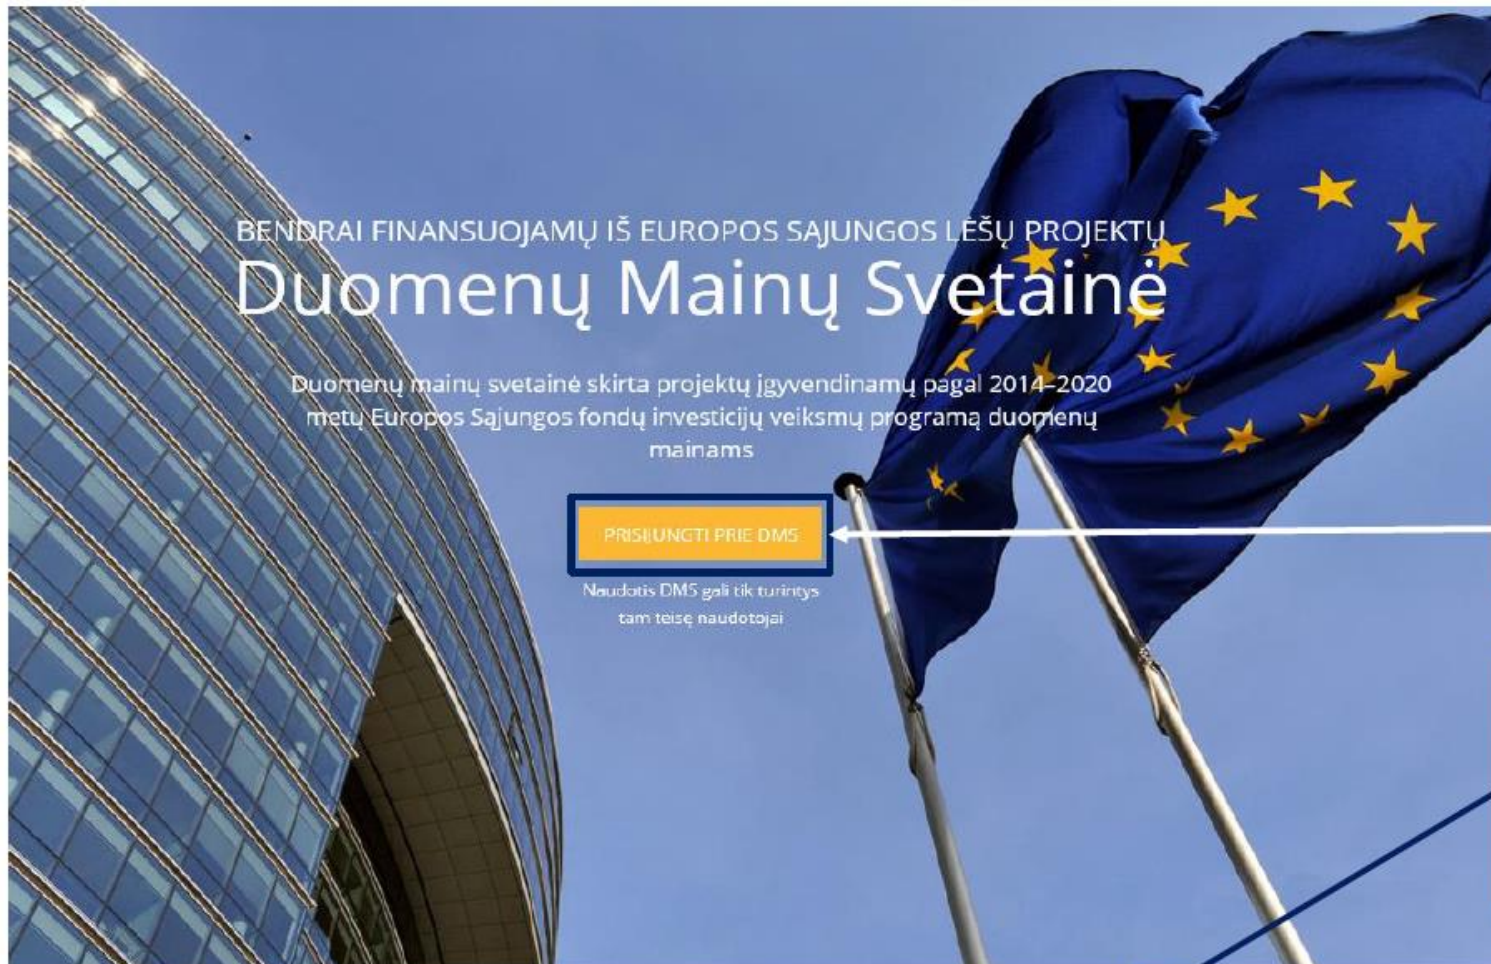 BENDRAI FINANSUOJAMŲ IŠ EUROPOS SĄJUNGOS LĖŠŲ PROJEKTŲ
Duomenų Mainų Svetainė
Duomenų mainų svetainė skirta projektų įgyvendinamų pagal 2014–2020
metų Europos Sąjungos fondų investicijų veiksmų programą duomenų
mainams
PRISIJUNGTI PRIE DMS
Naudotis DMS gali tik turintys
tam teisę naudotojai